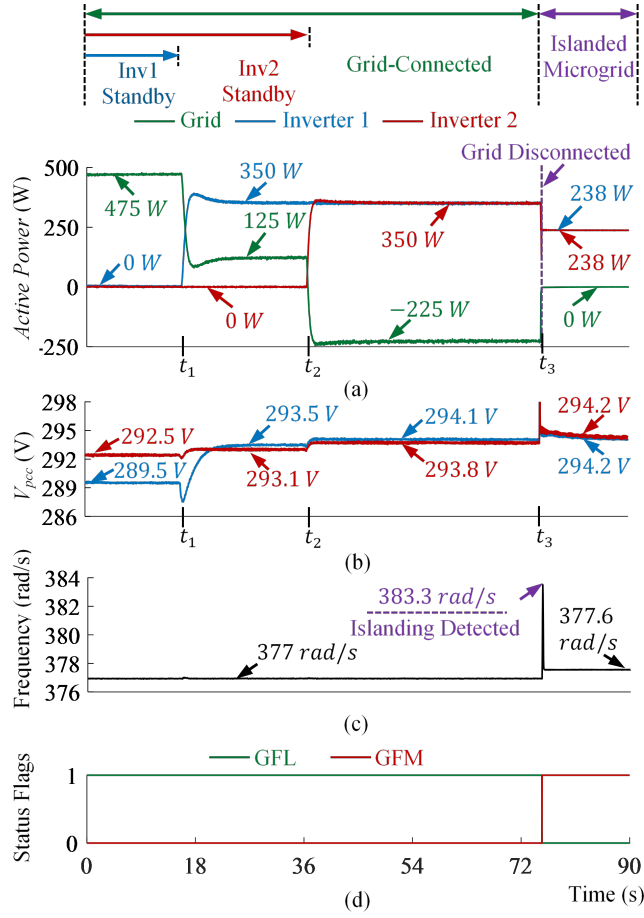 Inv1
Standby
Inv2
Standby
Grid-Connected
Islanded
Microgrid
Grid
Inverter 1
Inverter 2
Grid Disconnected
Active Power (W)
500
250
0
-250
475 W
0 W
350 W
125 W
0 W
350 W
−225 W
238 W
238 W
0 W
t1
t2
t3
(a)
Vpcc (V)
298
295
292
289
286
292.5 V
289.5 V
293.5 V
293.1 V
294.1 V
293.8 V
294.2 V
294.2 V
t1
t2
t3
(b)
Frequency (rad/s)
384
382
380
378
376
377 rad/s
383.3 rad/s
Islanding Detected
377.6
rad/s
(c)
GFL
GFM
Status Flags
1
0
0
18
36
54
72
90
Time (s)
(d)